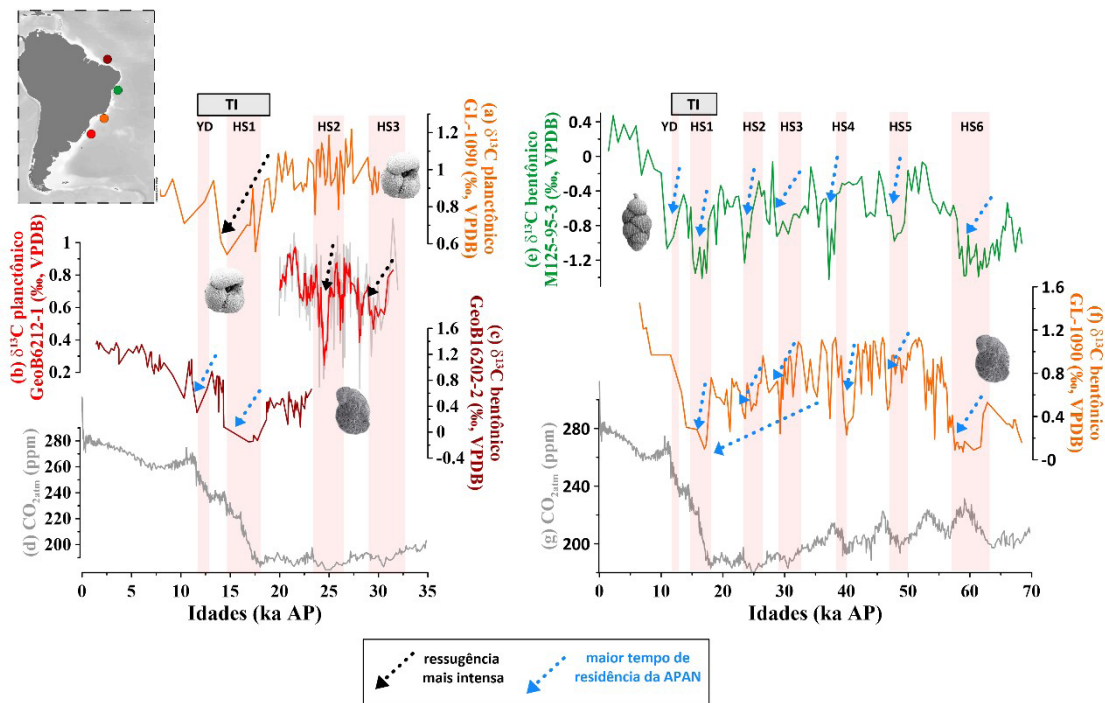 TI
YD
HS1
HS2
HS3
(a) δ¹³C planctônico
GL-1090 (‰, VPDB)
1.2
1
0.8
0.6
(b) δ¹³C planctônico
GeoB6212-1 (‰, VPDB)
1
0.8
0.6
0.4
0.2
(c) δ¹³C bentônico
GeoB16202-2 (‰, VPDB)
1.6
1.2
0.8
0.4
0
-0.4
(d) CO2atm (ppm)
280
260
240
220
200
0 5 10 15 20 25 30 35
Idades (ka AP)
TI
YD
HS1
HS2
HS3
HS4
HS5
HS6
(e) δ¹³C bentônico
M125-95-3 (‰, VPDB)
0.4
0
-0.4
-0.8
-1.2
(f) δ¹³C bentônico
GL-1090 (‰, VPDB)
1.6
1.2
0.8
0.4
-0
(g) CO2atm (ppm)
280
240
200
0 10 20 30 40 50 60 70
Idades (ka AP)
ressugência
mais intensa
maior tempo de
residência da APAN